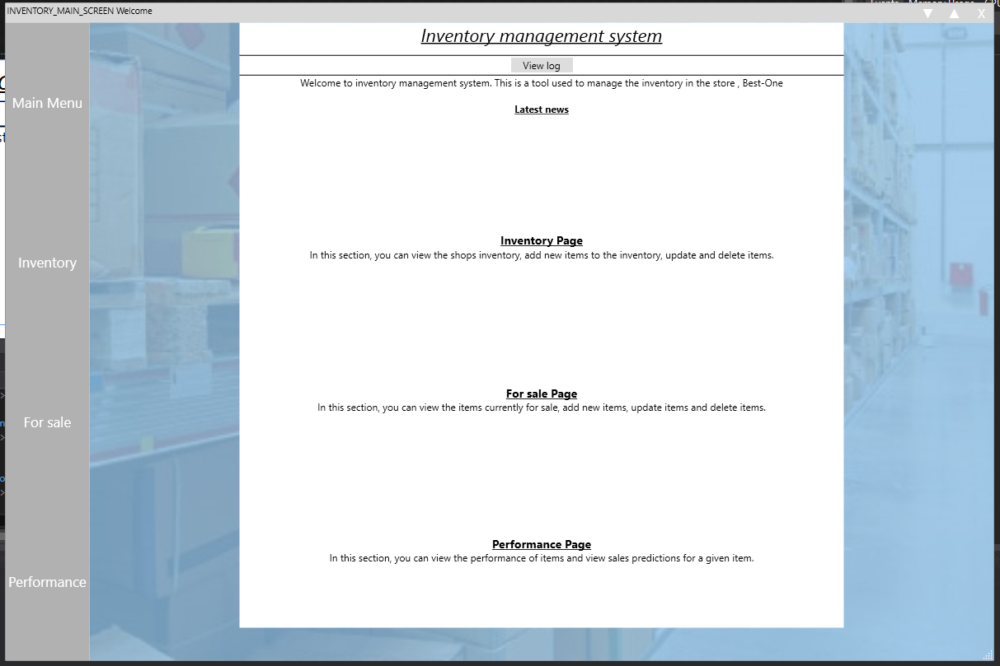 INVENTORY_MAIN_SCREEN Welcome
X
Inventory management system
View log
Welcome to inventory management system. This is a tool used to manage the inventory in the store , Best-One
Latest news
Main Menu
Inventory Page
In this section, you can view the shops inventory, add new items to the inventory, update and delete items.
Inventory
For sale Page
In this section, you can view the items currently for sale, add new items, update items and delete items.
For sale
Performance Page
In this section, you can view the performance of items and view sales predictions for a given item.
Performance